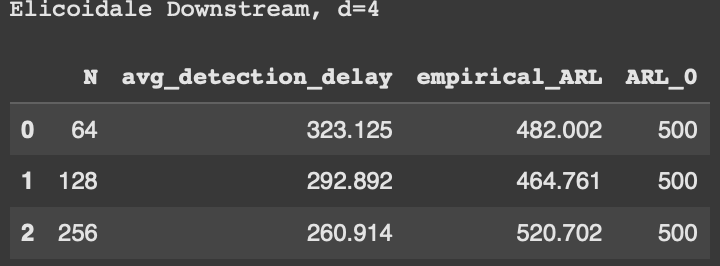 Elicoidale Downstream, d=4
N avg_detection_delay empirical_ARL ARL_0
0 64 323.125 482.002 500
1 128 292.892 464.761 500
2 256 260.914 520.702 500